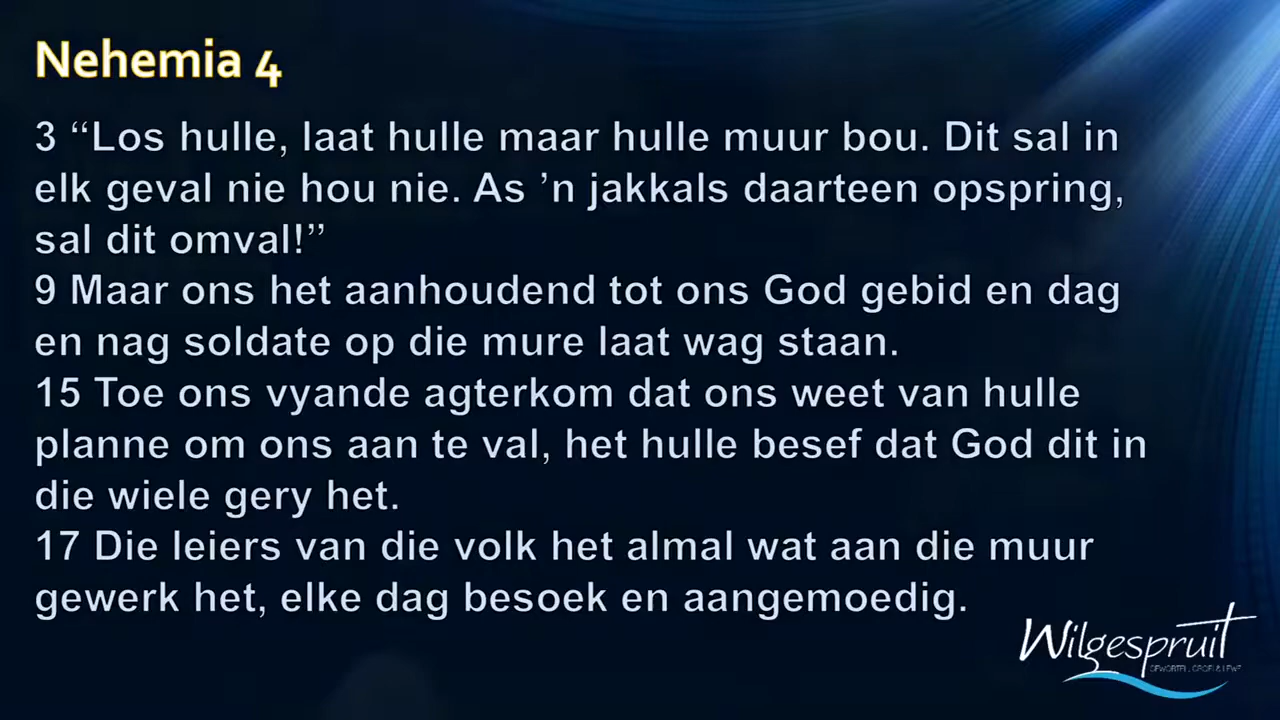 Nehemia 4
3 “Los hulle, laat hulle maar hulle muur bou. Dit sal in
elk geval nie hou nie. As ’n jakkals daarteen opspring,
sal dit omval!”
9 Maar ons het aanhoudend tot ons God gebid en dag
en nag soldate op die mure laat wag staan.
15 Toe ons vyande agterkom dat ons weet van hulle
planne om ons aan te val, het hulle besef dat God dit in
die wiele gery het.
17 Die leiers van die volk het almal wat aan die muur
gewerk het, elke dag besoek en aangemoedig.
Wilgespruit